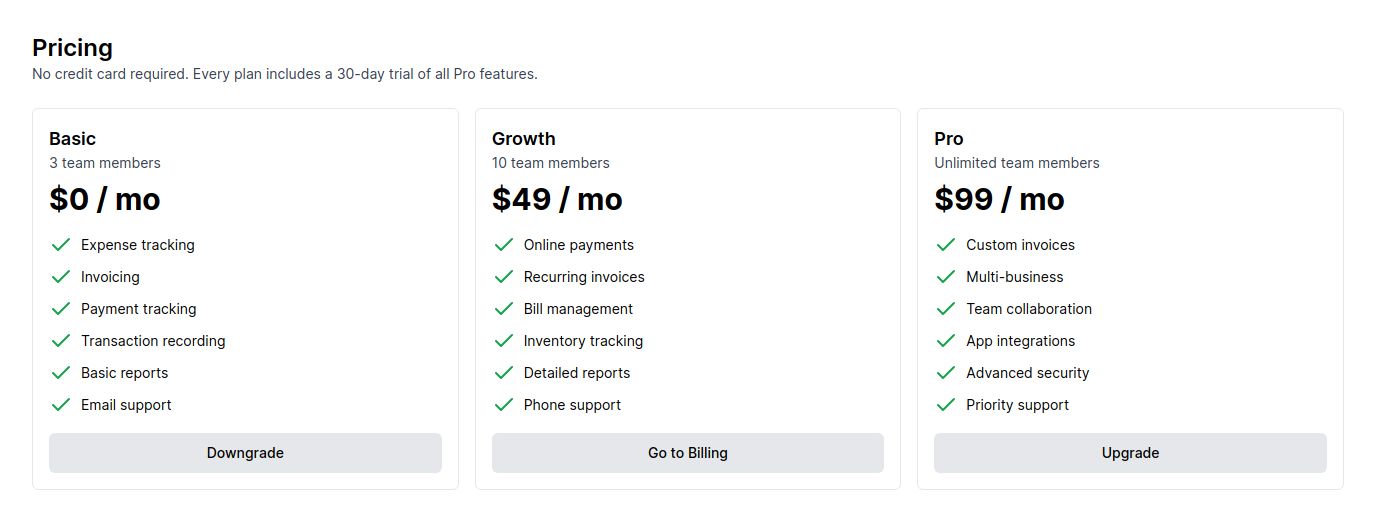 Pricing
No credit card required. Every plan includes a 30-day trial of all Pro features.
Basic
3 team members
$0 / mo
Expense tracking
Invoicing
Payment tracking
Transaction recording
Basic reports
Email support
Downgrade
Growth
10 team members
$49 / mo
Online payments
Recurring invoices
Bill management
Inventory tracking
Detailed reports
Phone support
Go to Billing
Pro
Unlimited team members
$99 / mo
Custom invoices
Multi-business
Team collaboration
App integrations
Advanced security
Priority support
Upgrade